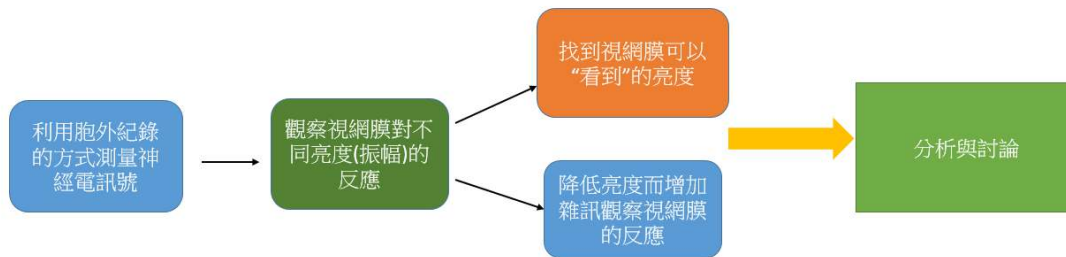 利用胞外紀錄
的方式測量神
經電訊號
觀察視網膜對不
同亮度(振幅)的
反應
找到視網膜可以
“看到”的亮度
降低亮度而增加
雜訊觀察視網膜
的反應
分析與討論